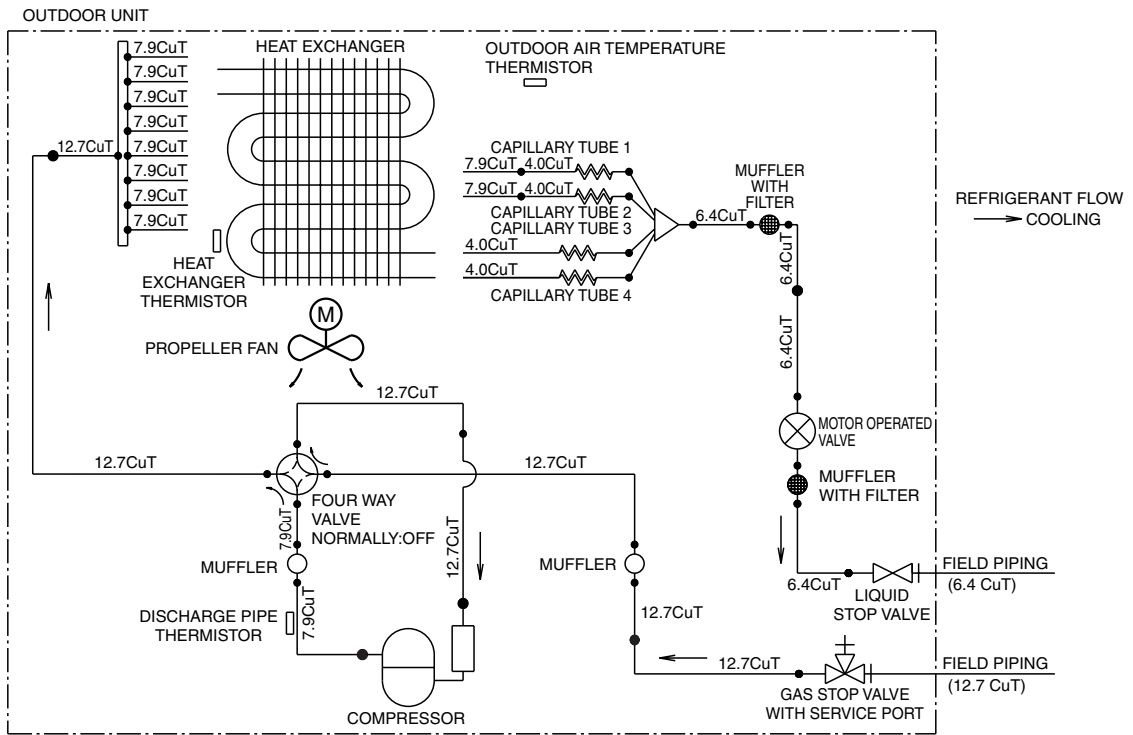 OUTDOOR UNIT
7.9CuT
7.9CuT
7.9CuT
7.9CuT
7.9CuT
7.9CuT
7.9CuT
7.9CuT
12.7CuT
HEAT EXCHANGER
OUTDOOR AIR TEMPERATURE
THERMISTOR
CAPILLARY TUBE 1
7.9CuT
4.0CuT
7.9CuT
4.0CuT
CAPILLARY TUBE 2
CAPILLARY TUBE 3
4.0CuT
4.0CuT
CAPILLARY TUBE 4
6.4CuT
MUFFLER
WITH
FILTER
6.4CuT
6.4CuT
REFRIGERANT FLOW
COOLING
HEAT
EXCHANGER
THERMISTOR
M
PROPELLER FAN
12.7CuT
MOTOR OPERATED
VALVE
12.7CuT
12.7CuT
MUFFLER
WITH FILTER
FOUR WAY
VALVE
NORMALLY:OFF
7.9CuT
12.7CuT
MUFFLER
MUFFLER
6.4CuT
LIQUID
STOP VALVE
FIELD PIPING
(6.4 CuT)
DISCHARGE PIPE
THERMISTOR
7.9CuT
12.7CuT
12.7CuT
FIELD PIPING
(12.7 CuT)
COMPRESSOR
GAS STOP VALVE
WITH SERVICE PORT